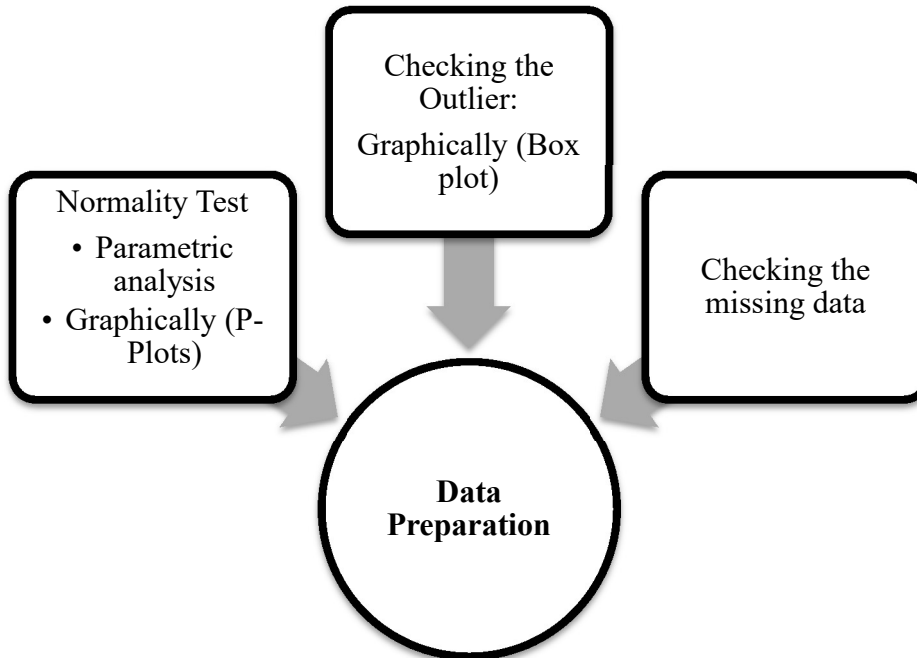 Checking the
Outlier:
Graphically (Box
plot)
Normality Test
• Parametric
analysis
• Graphically (P-
Plots)
Checking the
missing data
Data
Preparation